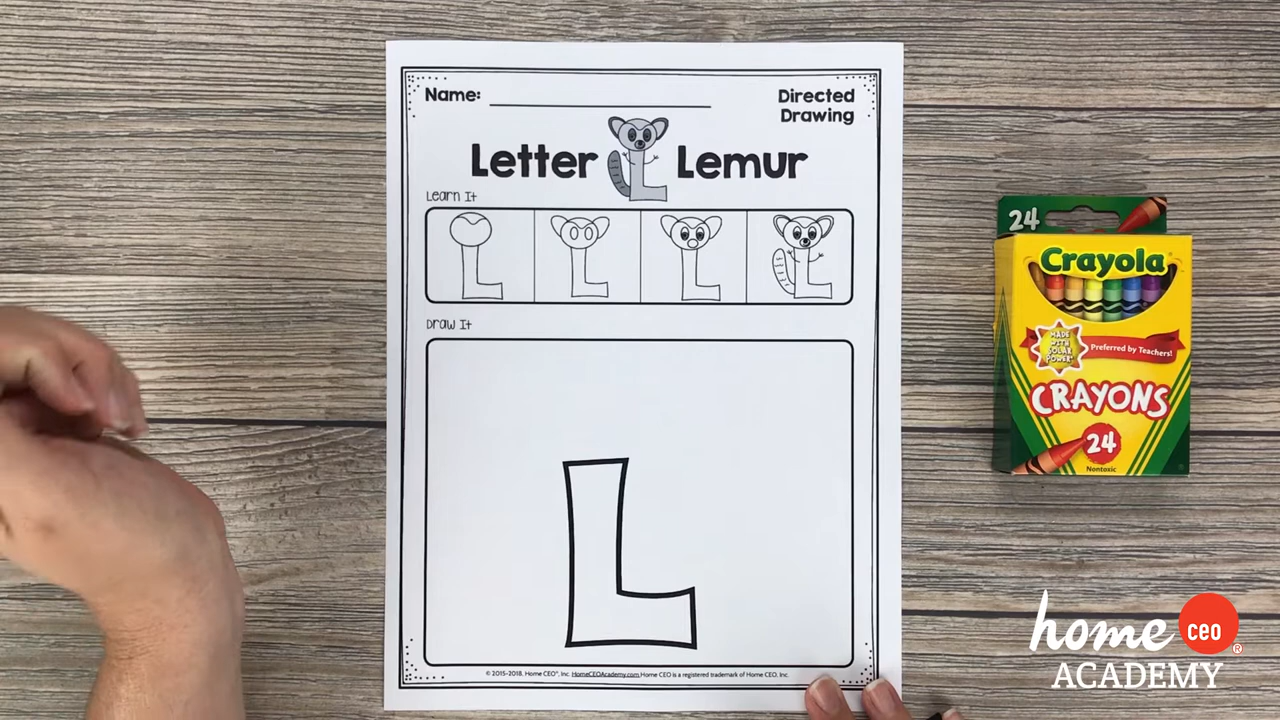 Name:
Directed
Drawing
Letter Lemur
Learn It
Draw It
L
© 2015-2018. Home CEO®, Inc. HomeCEOAcademy.com Home CEO is a registered trademark of Home CEO, Inc.
24
Crayola
MADE
WITH
SOLAR
POWER*
Preferred by Teachers!
CRAYONS
24
Nontoxic
home ceo®
ACADEMY